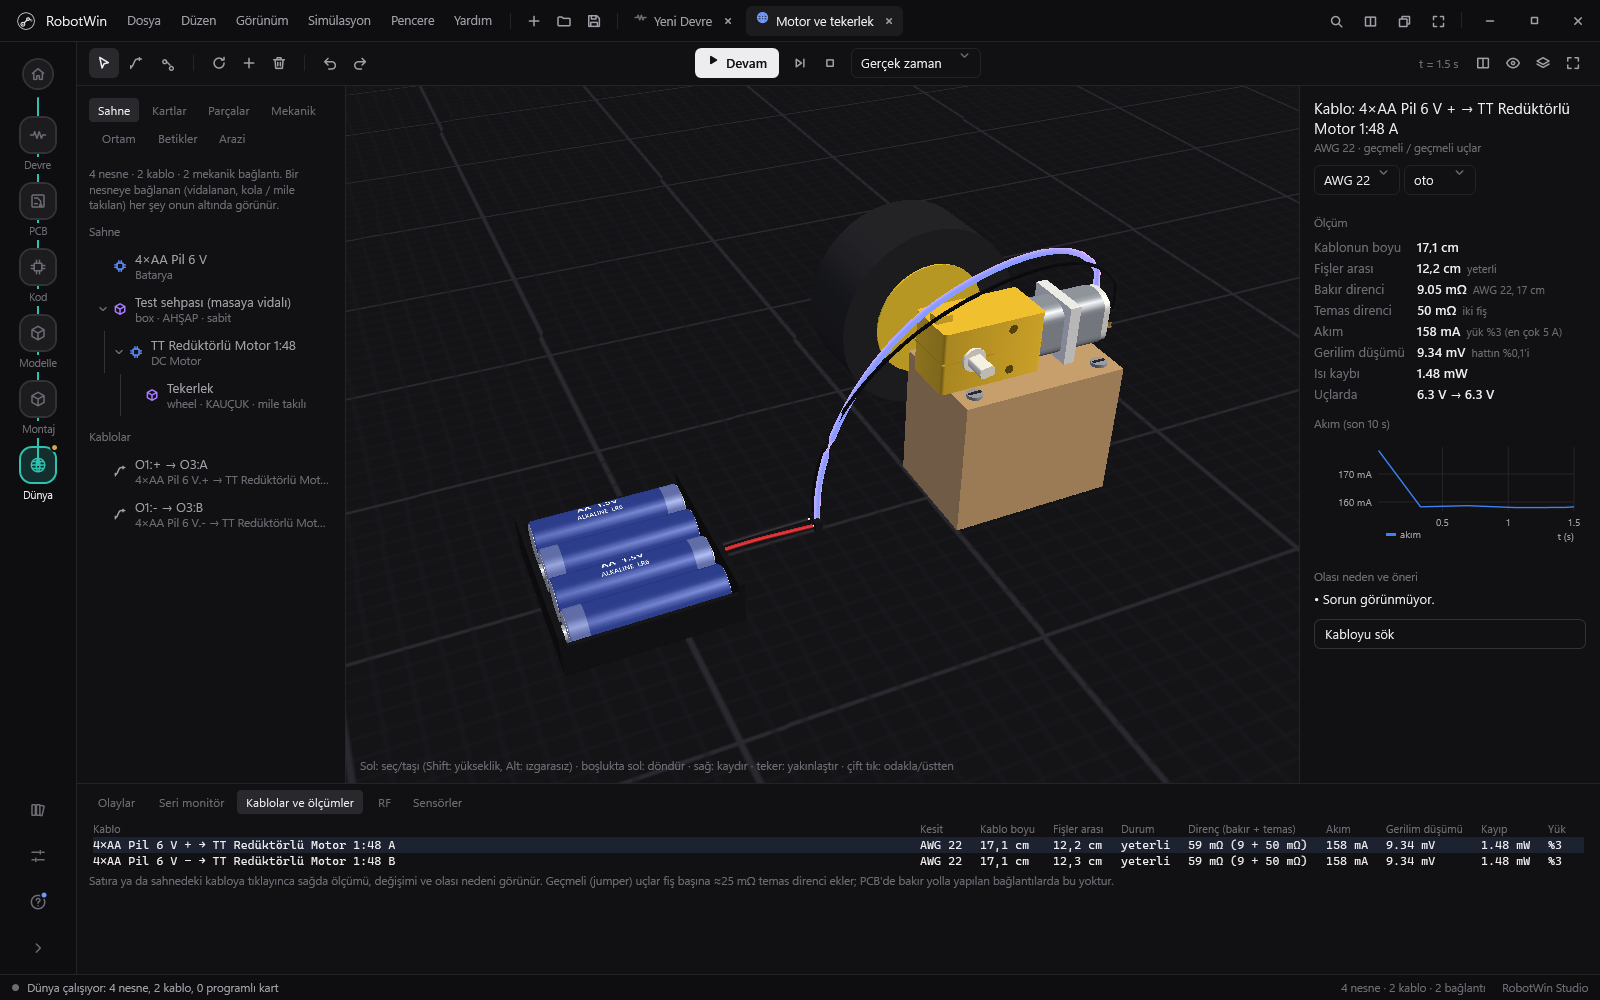 RobotWin Dosya Düzen Görünüm Simülasyon Pencere Yardım Yeni Devre Motor ve tekerlek
Devam Gerçek zaman t = 1.5 s
Devre
PCB
Kod
Modelle
Montaj
Dünya
Sahne Kartlar Parçalar Mekanik
Ortam Betikler Arazi
4 nesne · 2 kablo · 2 mekanik bağlantı. Bir
nesneye bağlanan (vidalanan, kola / mile
takılan) her şey onun altında görünür.
Sahne
4×AA Pil 6 V
Batarya
Test sehpası (masaya vidalı)
box · AHŞAP · sabit
TT Redüktörlü Motor 1:48
DC Motor
Tekerlek
wheel · KAUÇUK · mile takılı
Kablolar
O1:+ → O3:A
4×AA Pil 6 V.+ → TT Redüktörlü Mot...
O1:- → O3:B
4×AA Pil 6 V.- → TT Redüktörlü Mot...
AA 1.5V
ALKALINE LR6
AA 1.5V
ALKALINE LR6
Sol: seç/taşı (Shift: yükseklik, Alt: ızgarasız) · boşlukta sol: döndür · sağ: kaydır · teker: yakınlaştır · çift tık: odakla/üstten
Kablo: 4×AA Pil 6 V + → TT Redüktörlü
Motor 1:48 A
AWG 22 · geçmeli / geçmeli uçlar
AWG 22 oto
Ölçüm
Kablonun boyu 17,1 cm
Fişler arası 12,2 cm yeterli
Bakır direnci 9.05 mΩ AWG 22, 17 cm
Temas direnci 50 mΩ iki fiş
Akım 158 mA yük %3 (en çok 5 A)
Gerilim düşümü 9.34 mV hattın %0,1'i
Isı kaybı 1.48 mW
Uçlarda 6.3 V → 6.3 V
Akım (son 10 s)
170 mA
160 mA
0.5 1 1.5
akım t (s)
Olası neden ve öneri
• Sorun görünmüyor.
Kabloyu sök
Olaylar Seri monitör Kablolar ve ölçümler RF Sensörler
Kablo Kesit Kablo boyu Fişler arası Durum Direnç (bakır + temas) Akım Gerilim düşümü Kayıp Yük
4×AA Pil 6 V + → TT Redüktörlü Motor 1:48 A AWG 22 17,1 cm 12,2 cm yeterli 59 mΩ (9 + 50 mΩ) 158 mA 9.34 mV 1.48 mW %3
4×AA Pil 6 V − → TT Redüktörlü Motor 1:48 B AWG 22 17,1 cm 12,3 cm yeterli 59 mΩ (9 + 50 mΩ) 158 mA 9.34 mV 1.48 mW %3
Satıra ya da sahnedeki kabloya tıklayınca sağda ölçümü, değişimi ve olası nedeni görünür. Geçmeli (jumper) uçlar fiş başına ≈25 mΩ temas direnci ekler; PCB'de bakır yolla yapılan bağlantılarda bu yoktur.
Dünya çalışıyor: 4 nesne, 2 kablo, 0 programlı kart 4 nesne · 2 kablo · 2 bağlantı RobotWin Studio